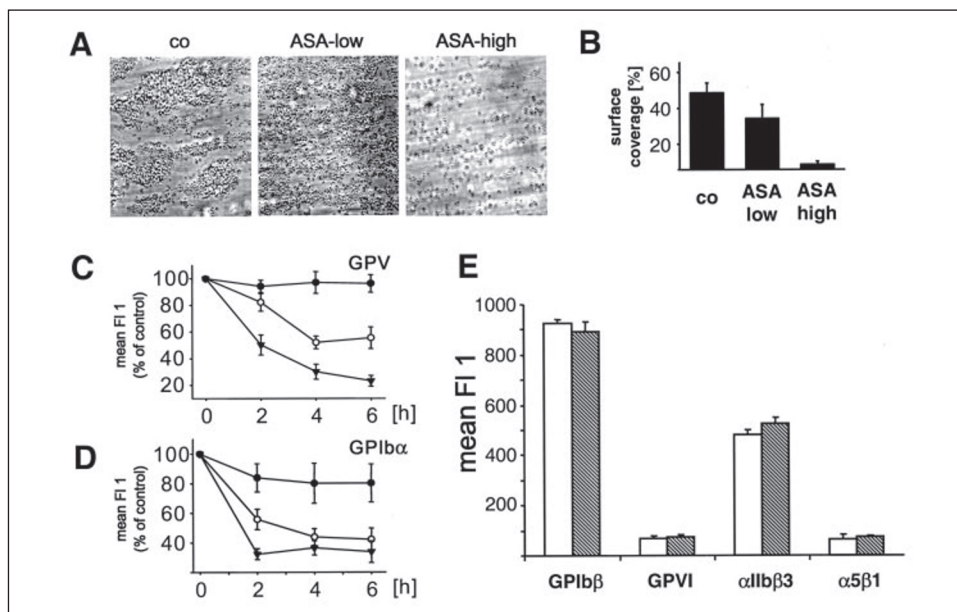 A
co
ASA-low
ASA-high
B
surface
coverage [%]
60
40
20
co
ASA
low
ASA
high
C
GPV
mean FI 1
(% of control)
100
80
60
40
20
0 2 4 6 [h]
D
GPIbα
mean FI 1
(% of control)
100
80
60
40
0 2 4 6 [h]
E
mean FI 1
1000
800
600
400
200
GPIbβ GPVI αIIbβ3 α5β1